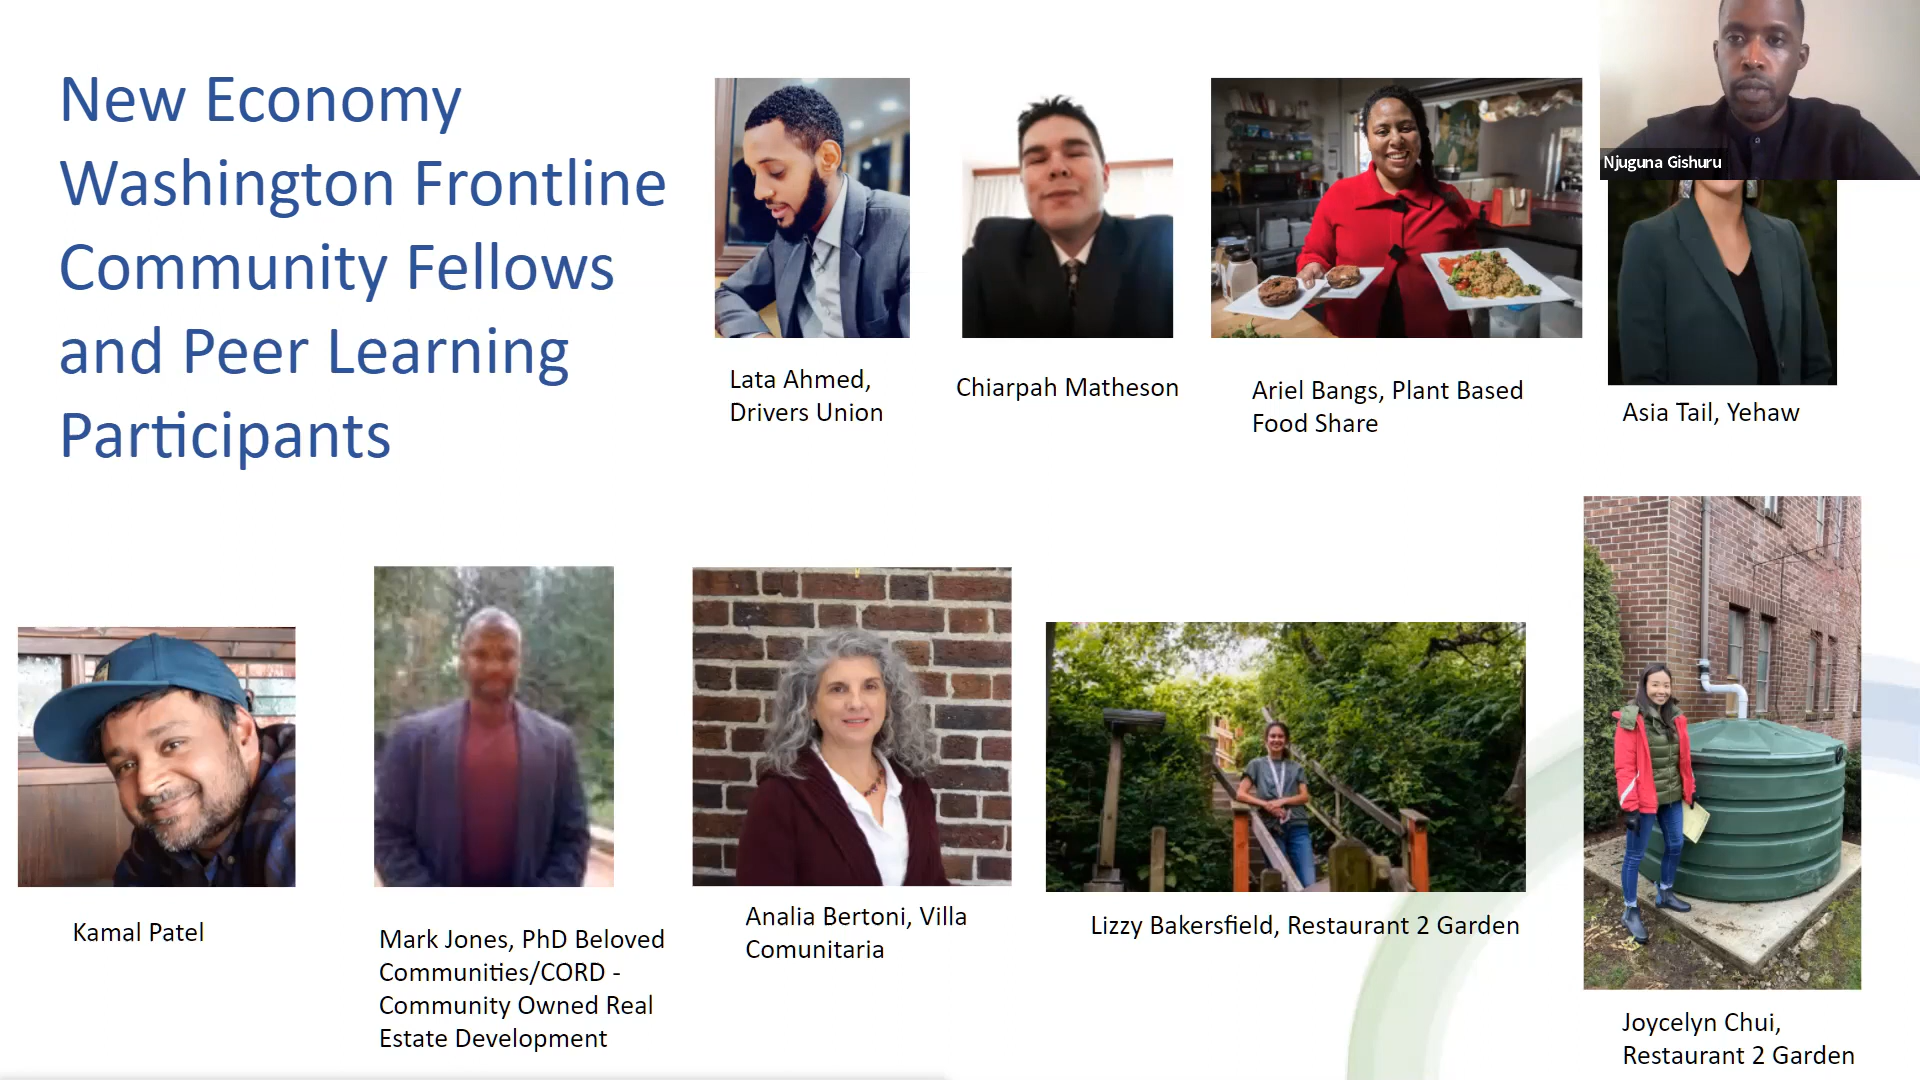 New Economy
Washington Frontline
Community Fellows
and Peer Learning
Participants
Njuguna Gishuru
Lata Ahmed,
Drivers Union
Chiarpah Matheson
Ariel Bangs, Plant Based
Food Share
Asia Tail, Yehaw
Kamal Patel
Mark Jones, PhD Beloved
Communities/CORD -
Community Owned Real
Estate Development
Analia Bertoni, Villa
Comunitaria
Lizzy Bakersfield, Restaurant 2 Garden
Joycelyn Chui,
Restaurant 2 Garden